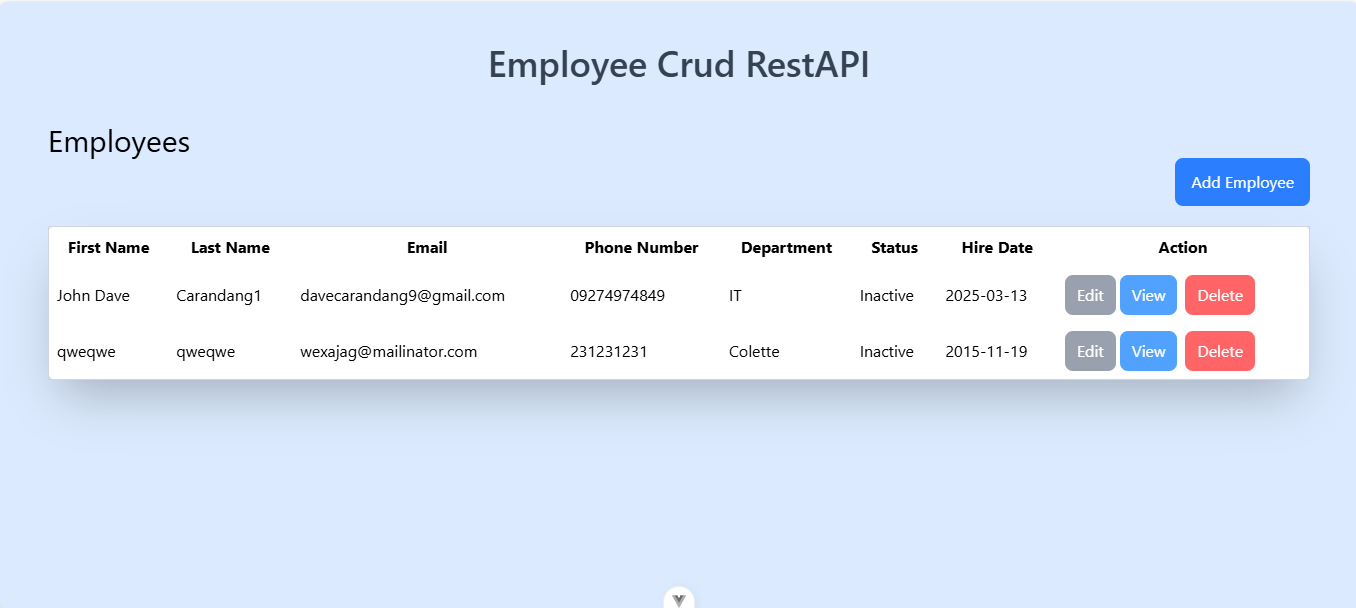 Employee Crud RestAPI
Employees
Add Employee
First Name Last Name Email Phone Number Department Status Hire Date Action
John Dave Carandang1 davecarandang9@gmail.com 09274974849 IT Inactive 2025-03-13 Edit View Delete
qweqwe qweqwe wexajag@mailinator.com 231231231 Colette Inactive 2015-11-19 Edit View Delete